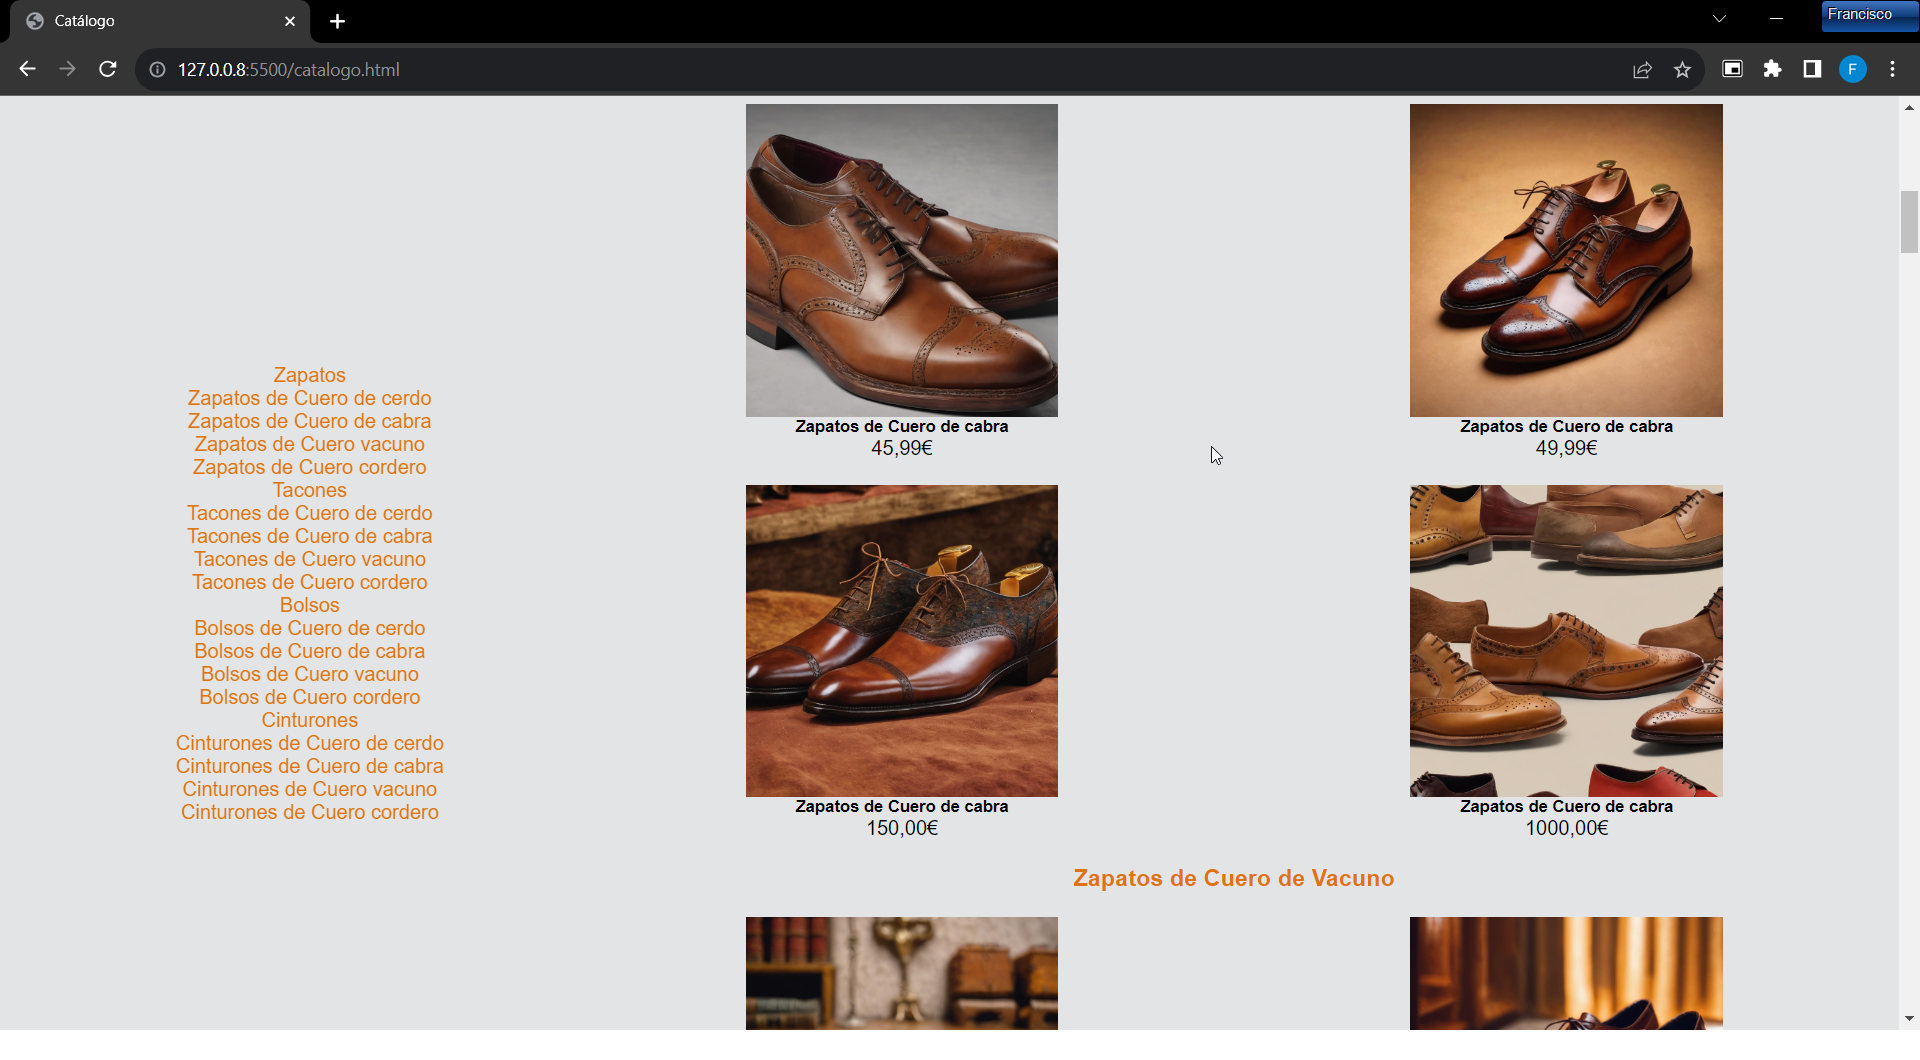 Catálogo
Francisco
127.0.0.8:5500/catalogo.html
F
Zapatos
Zapatos de Cuero de cerdo
Zapatos de Cuero de cabra
Zapatos de Cuero vacuno
Zapatos de Cuero cordero
Tacones
Tacones de Cuero de cerdo
Tacones de Cuero de cabra
Tacones de Cuero vacuno
Tacones de Cuero cordero
Bolsos
Bolsos de Cuero de cerdo
Bolsos de Cuero de cabra
Bolsos de Cuero vacuno
Bolsos de Cuero cordero
Cinturones
Cinturones de Cuero de cerdo
Cinturones de Cuero de cabra
Cinturones de Cuero vacuno
Cinturones de Cuero cordero
Zapatos de Cuero de cabra
45,99€
Zapatos de Cuero de cabra
49,99€
Zapatos de Cuero de cabra
150,00€
Zapatos de Cuero de cabra
1000,00€
Zapatos de Cuero de Vacuno